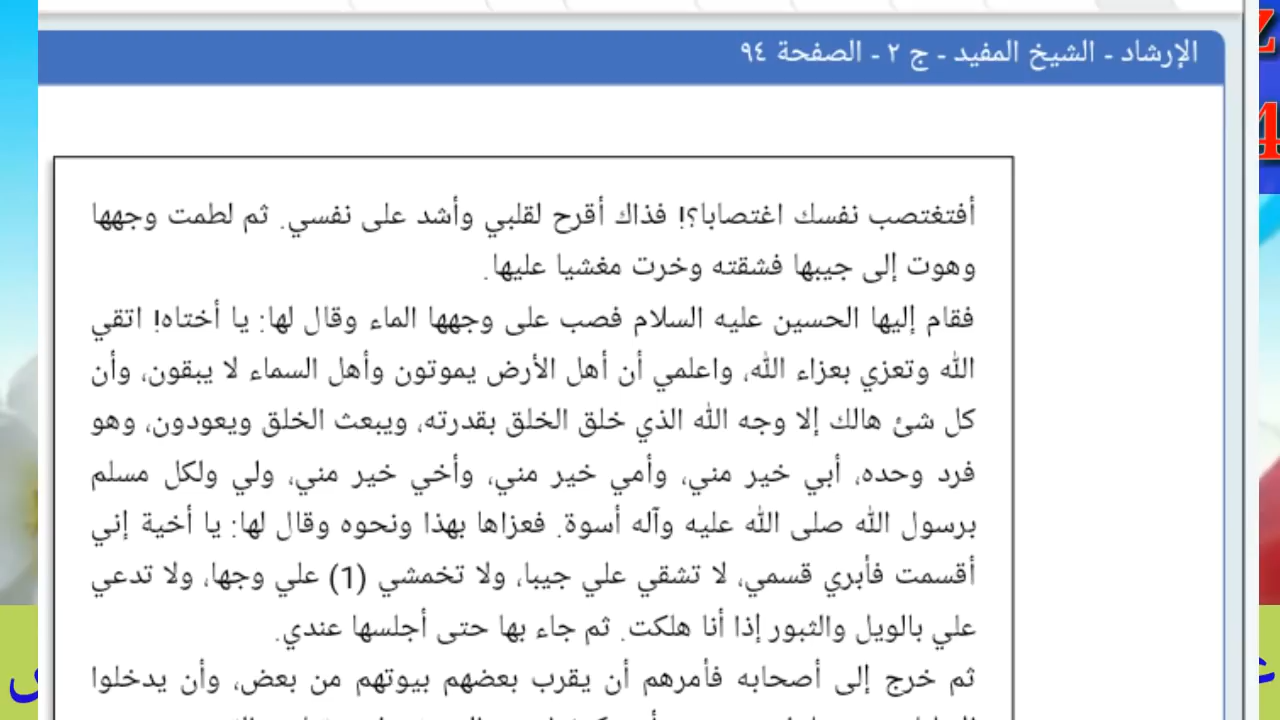 الإرشاد - الشيخ المفيد - ج ٢ - الصفحة ٩٤
أفتغتصب نفسك اغتصابا؟! فذاك أقرح لقلبي وأشد على نفسي. ثم لطمت وجهها
وهوت إلى جيبها فشقته وخرت مغشيا عليها.
فقام إليها الحسين عليه السلام فصب على وجهها الماء وقال لها: يا أختاه! اتقي
الله وتعزي بعزاء الله، واعلمي أن أهل الأرض يموتون وأهل السماء لا يبقون، وأن
كل شئ هالك إلا وجه الله الذي خلق الخلق بقدرته، ويبعث الخلق ويعودون، وهو
فرد وحده، أبي خير مني، وأمي خير مني، وأخي خير مني، ولي ولكل مسلم
برسول الله صلى الله عليه وآله أسوة. فعزاها بهذا ونحوه وقال لها: يا أخية إني
أقسمت فأبري قسمي، لا تشقي علي جيبا، ولا تخمشي (1) علي وجها، ولا تدعي
علي بالويل والثبور إذا أنا هلكت. ثم جاء بها حتى أجلسها عندي.
ثم خرج إلى أصحابه فأمرهم أن يقرب بعضهم بيوتهم من بعض، وأن يدخلوا
Z
4